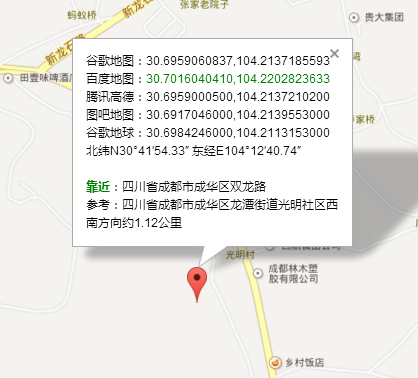 张家老院子
蚂蚁桥
新龙石路
新龙
贵大集团
田壹味啤酒
谷歌地图：30.6959060837,104.2137185593
百度地图：30.7016040410,104.2202823633
腾讯高德：30.6959000500,104.2137210200
图吧地图：30.6917046000,104.2139553000
谷歌地球：30.6984246000,104.2113153000
北纬N30°41′54.33″ 东经E104°12′40.74″
靠近：四川省成都市成华区双龙路
参考：四川省成都市成华区龙潭街道光明社区西
南方向约1.12公里
家桥
光明村
成都林木塑
胶有限公司
乡村饭店